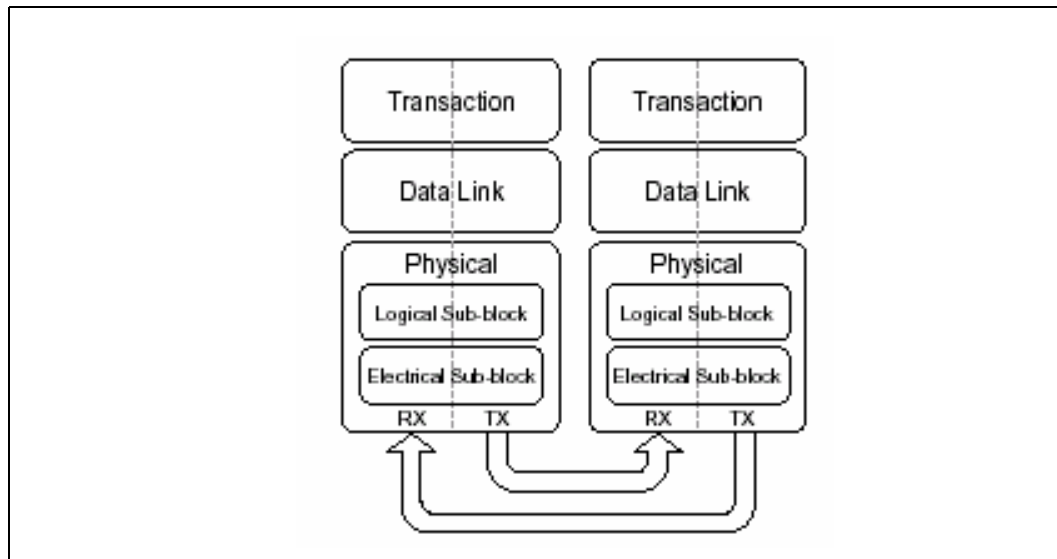 Transaction
Transaction
Data Link
Data Link
Physical
Physical
Logical Sub-block
Logical Sub-block
Electrical Sub-block
Electrical Sub-block
RX TX
RX TX